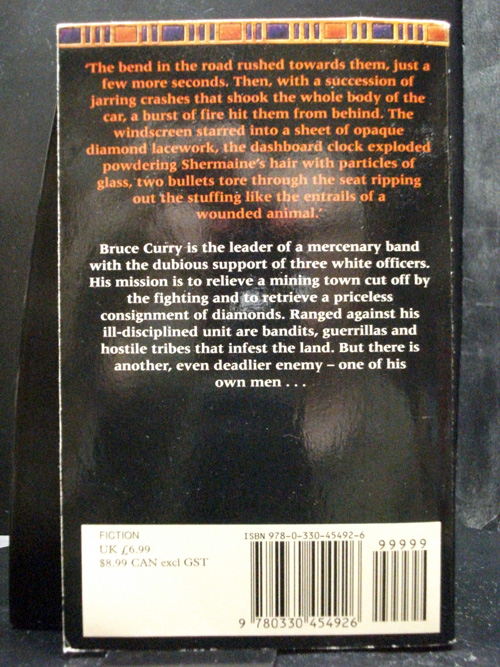 'The bend in the road rushed towards them, just a
few more seconds. Then, with a succession of
jarring crashes that shook the whole body of the
car, a burst of fire hit them from behind. The
windscreen starred into a sheet of opaque
diamond lacework, the dashboard clock exploded
powdering Shermaine's hair with particles of
glass, two bullets tore through the seat ripping
out the stuffing like the entrails of a
wounded animal.'
Bruce Curry is the leader of a mercenary band
with the dubious support of three white officers.
His mission is to relieve a mining town cut off by
the fighting and to retrieve a priceless
consignment of diamonds. Ranged against his
ill-disciplined unit are bandits, guerrillas and
hostile tribes that infest the land. But there is
another, even deadlier enemy – one of his
own men . . .
FICTION
UK £6.99
$8.99 CAN excl GST
ISBN 978-0-330-45492-6
99999
9 780330 454926